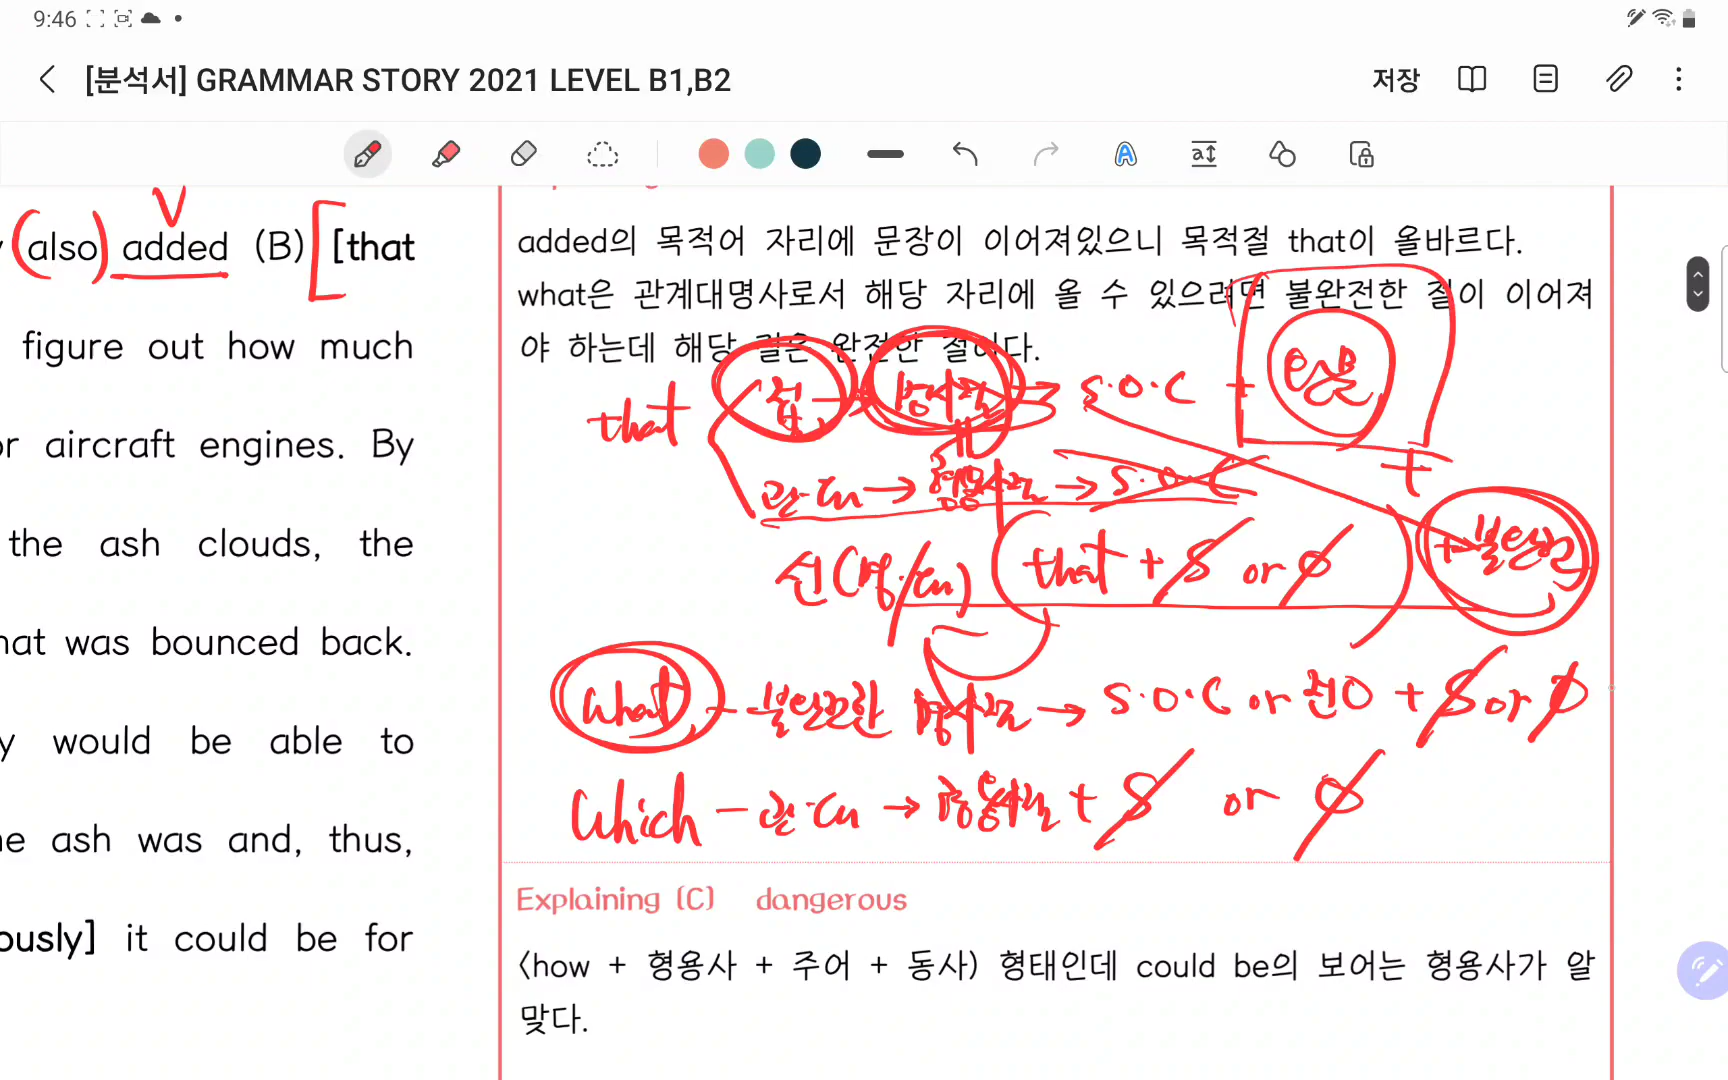 9:46
[분석서] GRAMMAR STORY 2021 LEVEL B1,B2
저장
V
(also) added (B) [ [that
figure out how much
or aircraft engines. By
the ash clouds, the
hat was bounced back.
y would be able to
he ash was and, thus,
ously] it could be for
added의 목적어 자리에 문장이 이어져있으니 목적절 that이 올바르다.
what은 관계대명사로서 해당 자리에 올 수 있으려면 불완전한 절이 이어져
야 하는데 해당 절은 완전한 절이다.
that 접 명사절 → S.O.C + 완문
관·대 → 형용사절 → S.O.C
선(명/대) that + S or O + 불완전
What - 불완전한 명사절 → S.O.C or 전O + S or O
Which - 관·대 → 형용사절 + S or O
Explaining (C) dangerous
〈how + 형용사 + 주어 + 동사) 형태인데 could be의 보어는 형용사가 알
맞다.